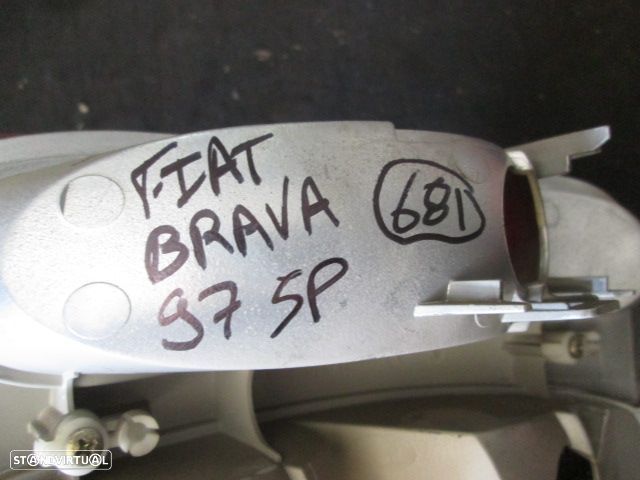 FIAT
BRAVA
97 5P
681
STANDVIRTUAL